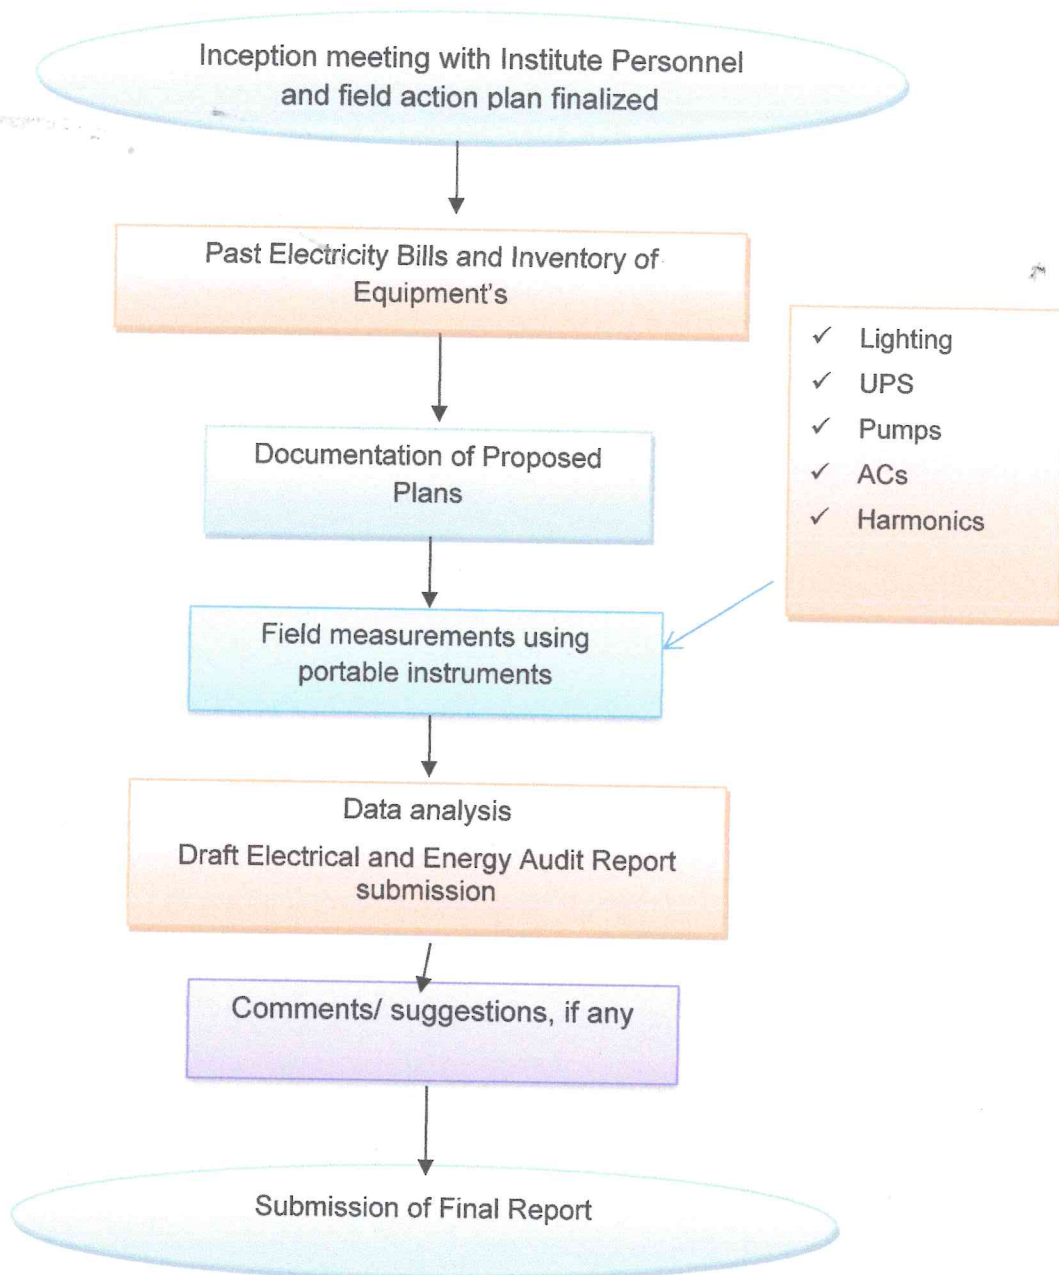 Inception meeting with Institute Personnel
and field action plan finalized
Past Electricity Bills and Inventory of
Equipment's
✓ Lighting
✓ UPS
✓ Pumps
✓ ACs
✓ Harmonics
Documentation of Proposed
Plans
Field measurements using
portable instruments
Data analysis
Draft Electrical and Energy Audit Report
submission
Comments/ suggestions, if any
Submission of Final Report